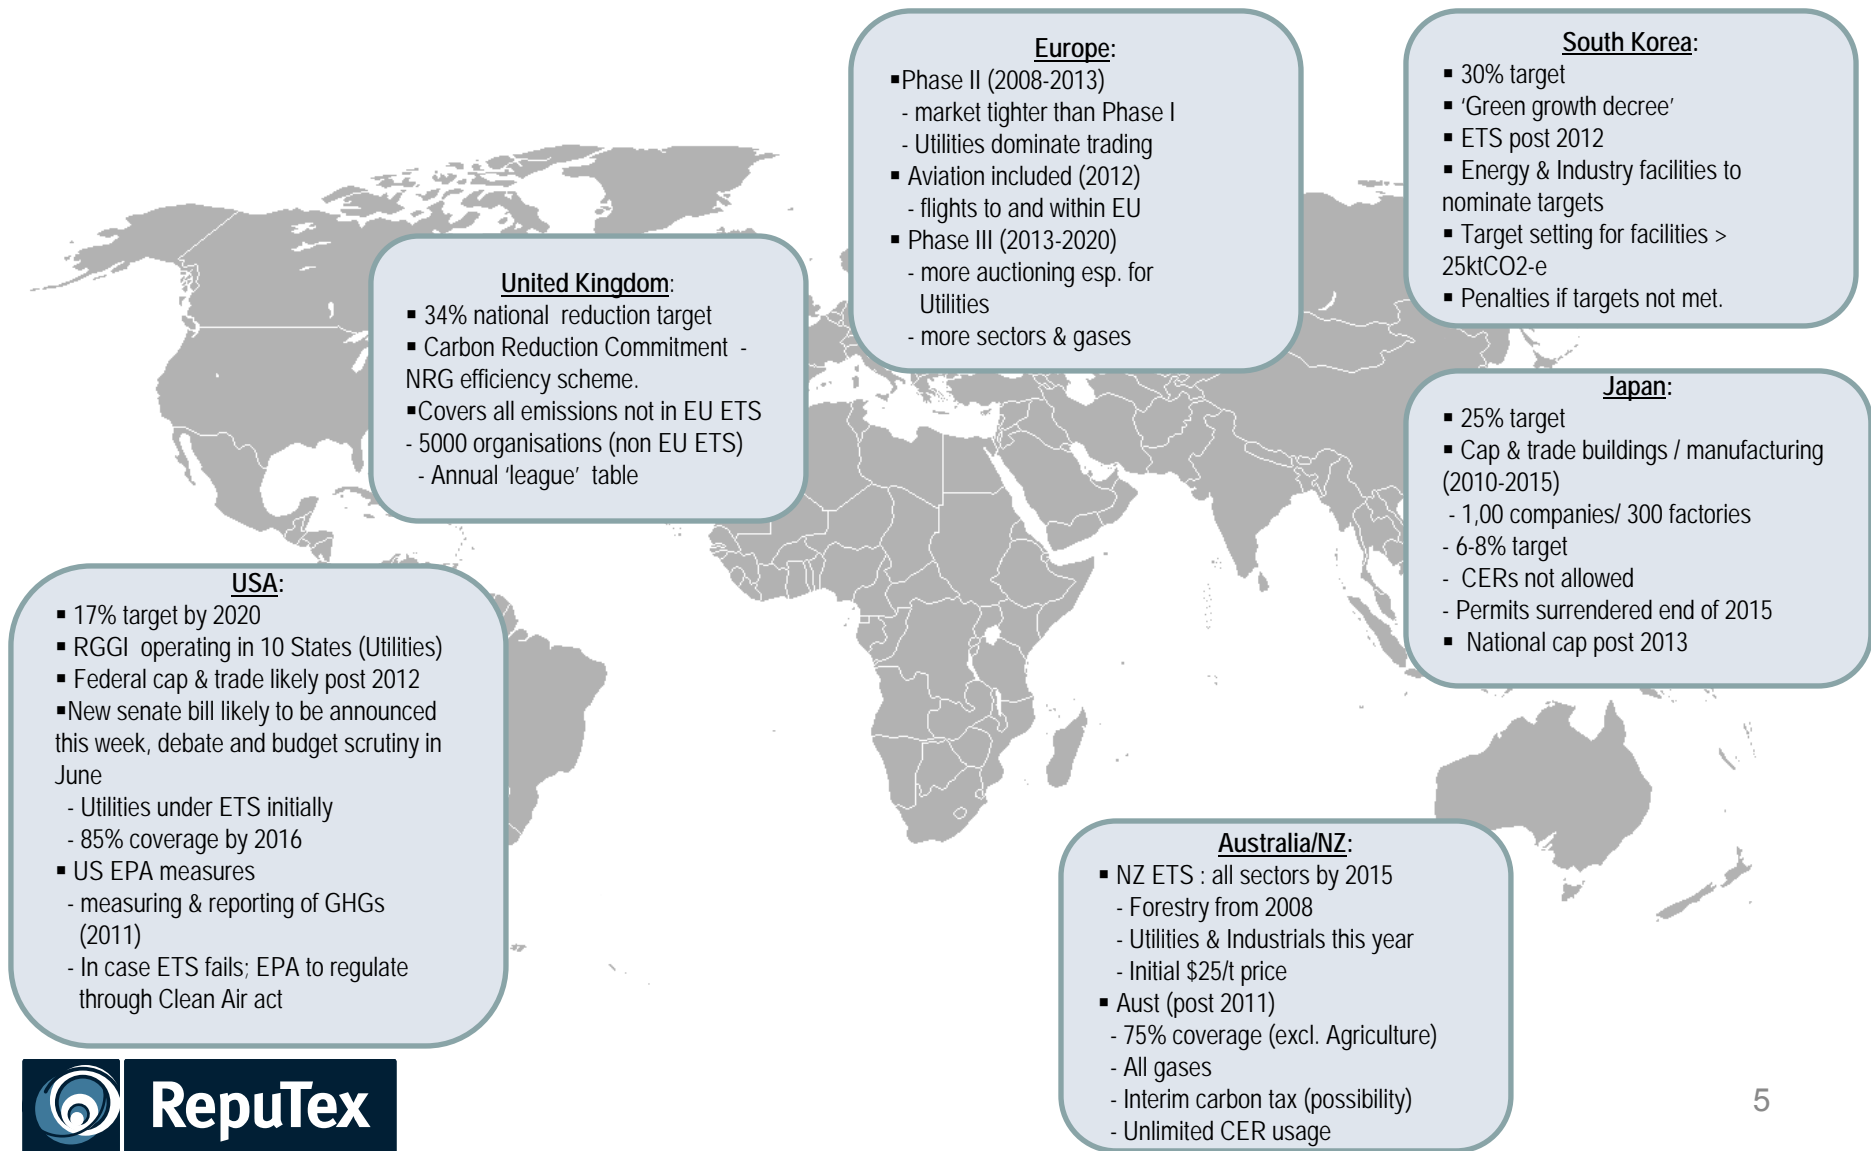 Europe:
▪Phase II (2008-2013)
- market tighter than Phase I
- Utilities dominate trading
▪ Aviation included (2012)
- flights to and within EU
▪ Phase III (2013-2020)
- more auctioning esp. for
Utilities
- more sectors & gases
South Korea:
▪ 30% target
▪ ‘Green growth decree’
▪ ETS post 2012
▪ Energy & Industry facilities to
nominate targets
▪ Target setting for facilities >
25ktCO2-e
▪ Penalties if targets not met.
United Kingdom:
▪ 34% national reduction target
▪ Carbon Reduction Commitment -
NRG efficiency scheme.
▪Covers all emissions not in EU ETS
- 5000 organisations (non EU ETS)
- Annual ‘league’ table
Japan:
▪ 25% target
▪ Cap & trade buildings / manufacturing
(2010-2015)
- 1,00 companies/ 300 factories
- 6-8% target
- CERs not allowed
- Permits surrendered end of 2015
▪ National cap post 2013
USA:
▪ 17% target by 2020
▪ RGGI operating in 10 States (Utilities)
▪ Federal cap & trade likely post 2012
▪New senate bill likely to be announced
this week, debate and budget scrutiny in
June
- Utilities under ETS initially
- 85% coverage by 2016
▪ US EPA measures
- measuring & reporting of GHGs
(2011)
- In case ETS fails; EPA to regulate
through Clean Air act
Australia/NZ:
▪ NZ ETS : all sectors by 2015
- Forestry from 2008
- Utilities & Industrials this year
- Initial $25/t price
▪ Aust (post 2011)
- 75% coverage (excl. Agriculture)
- All gases
- Interim carbon tax (possibility)
- Unlimited CER usage
RepuTex
5